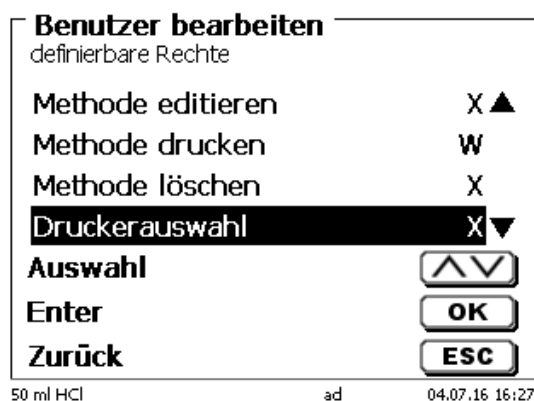 Benutzer bearbeiten
definierbare Rechte
Methode editieren X
Methode drucken W
Methode löschen X
Druckerauswahl X
Auswahl
Enter OK
Zurück ESC
50 ml HCl ad 04.07.16 16:27